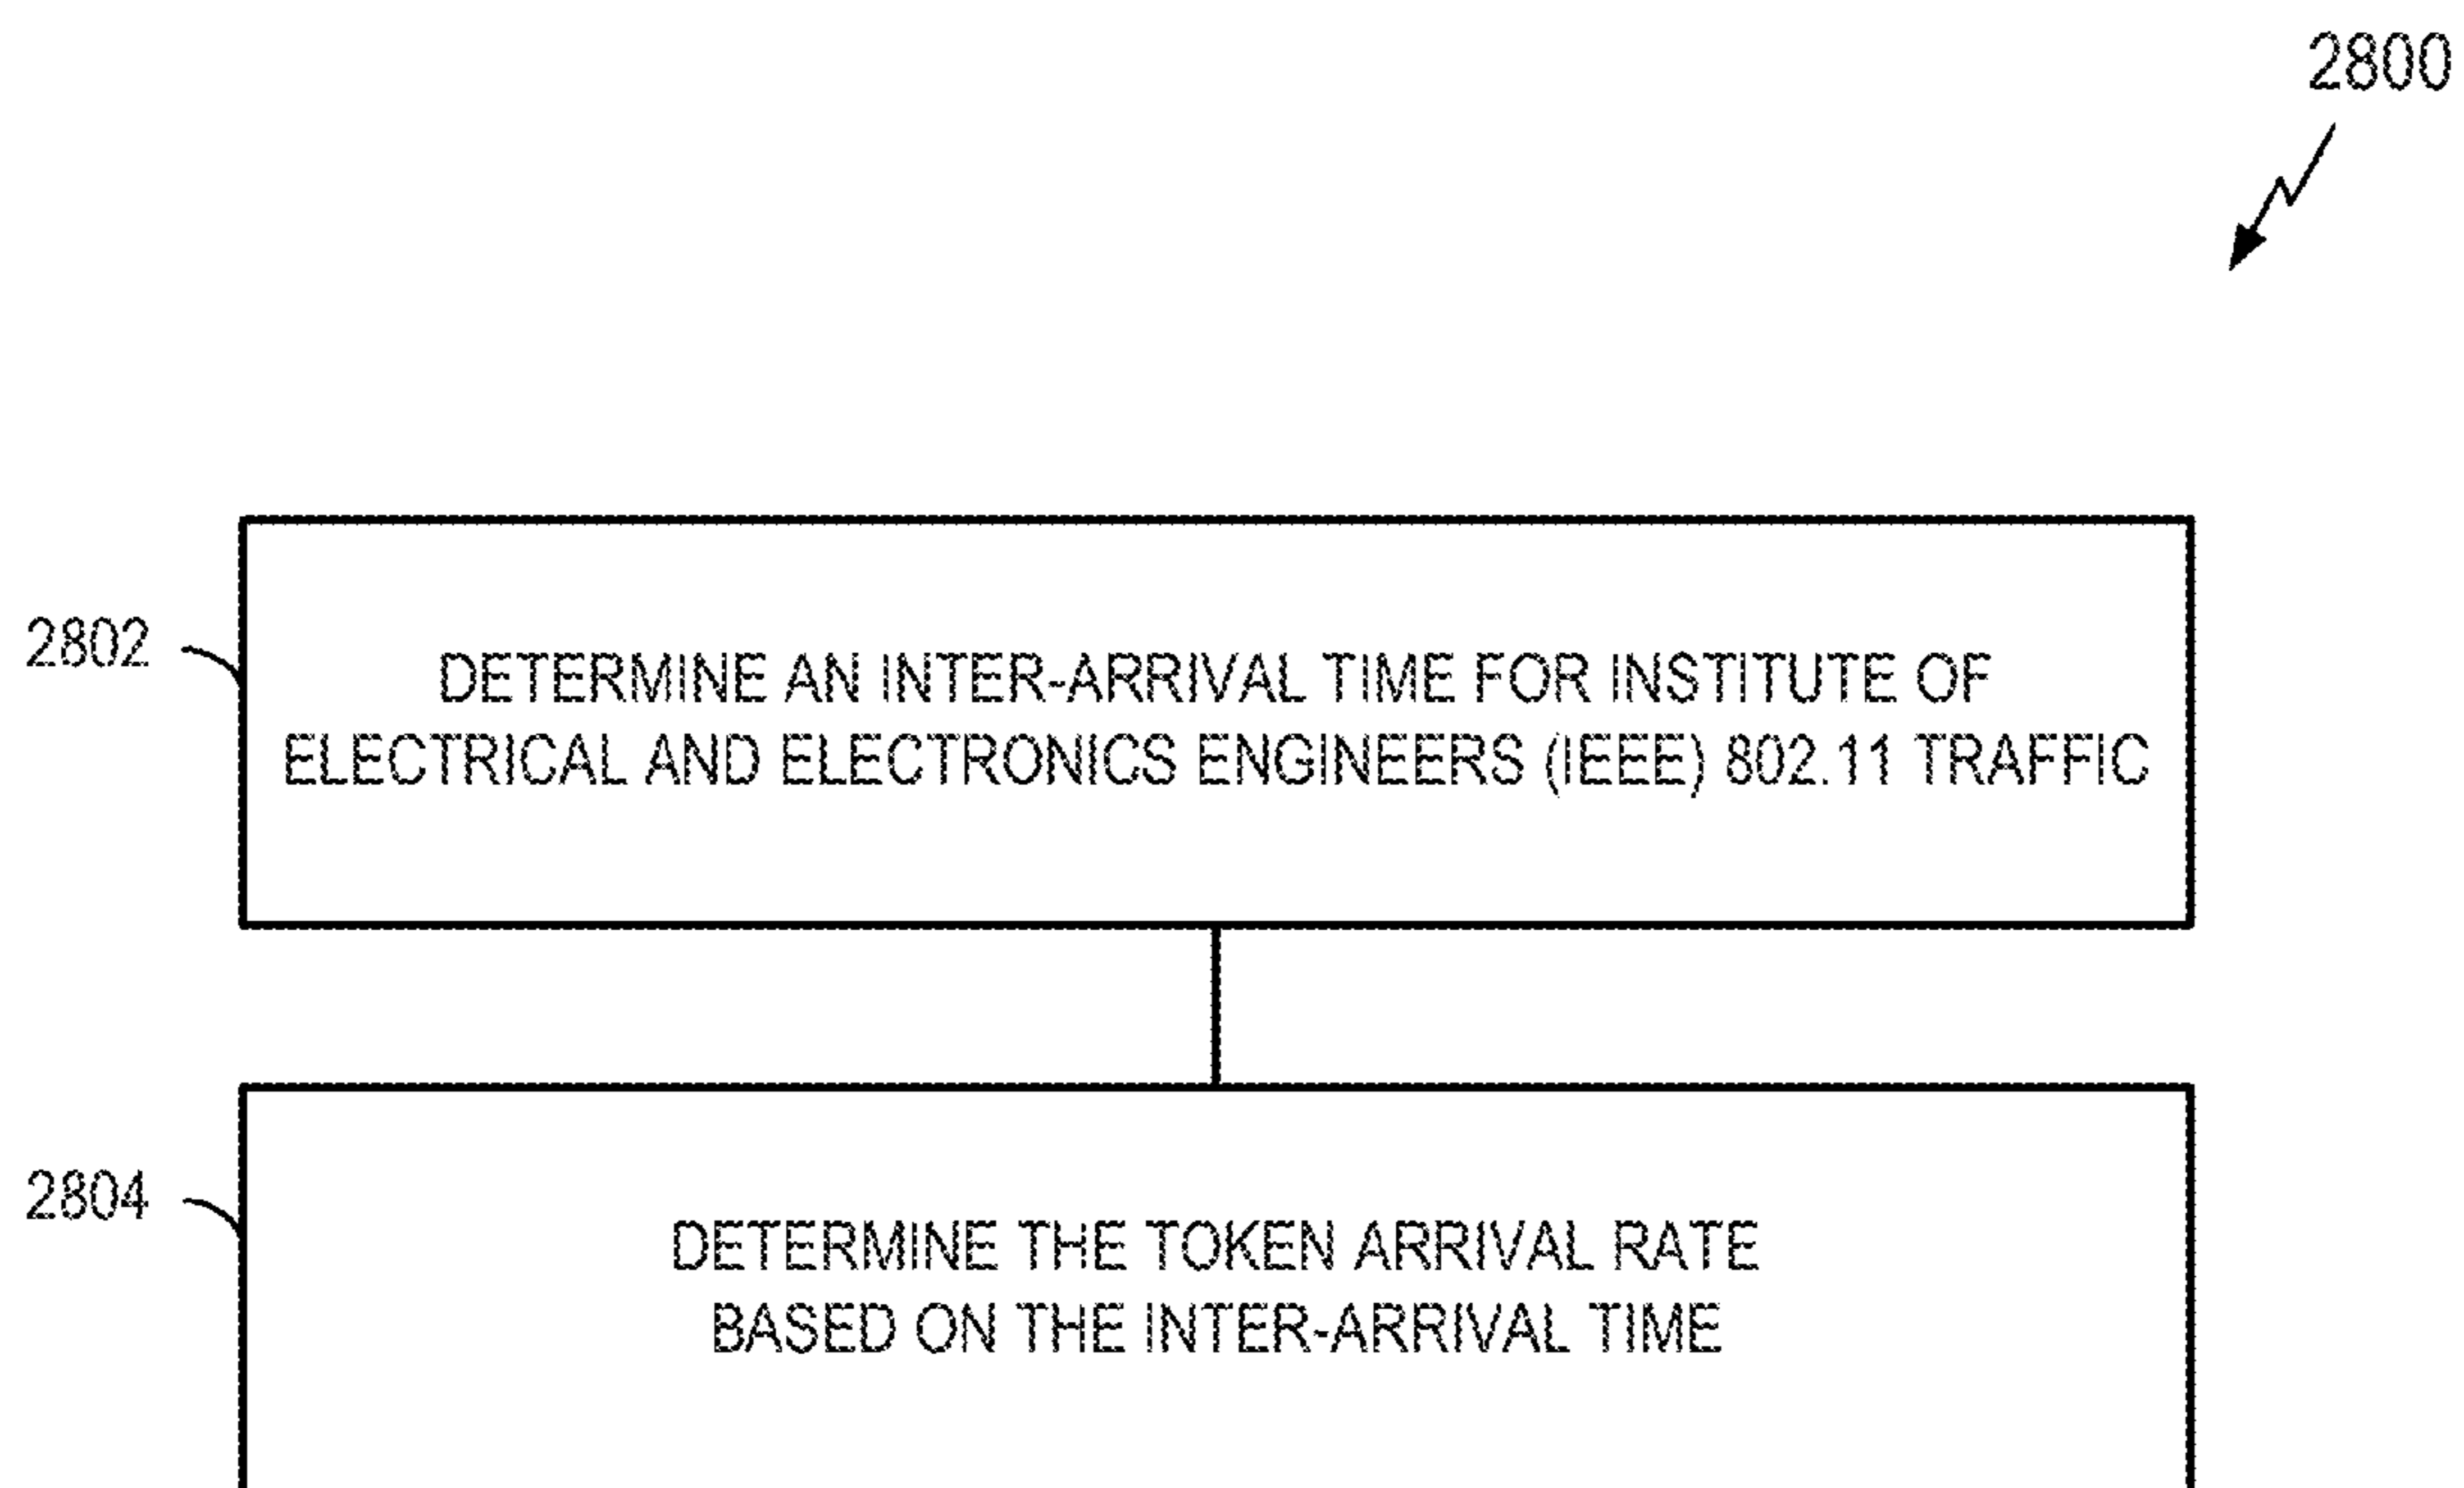 2800
2802
DETERMINE AN INTER-ARRIVAL TIME FOR INSTITUTE OF
ELECTRICAL AND ELECTRONICS ENGINEERS (IEEE) 802.11 TRAFFIC
2804
DETERMINE THE TOKEN ARRIVAL RATE
BASED ON THE INTER-ARRIVAL TIME